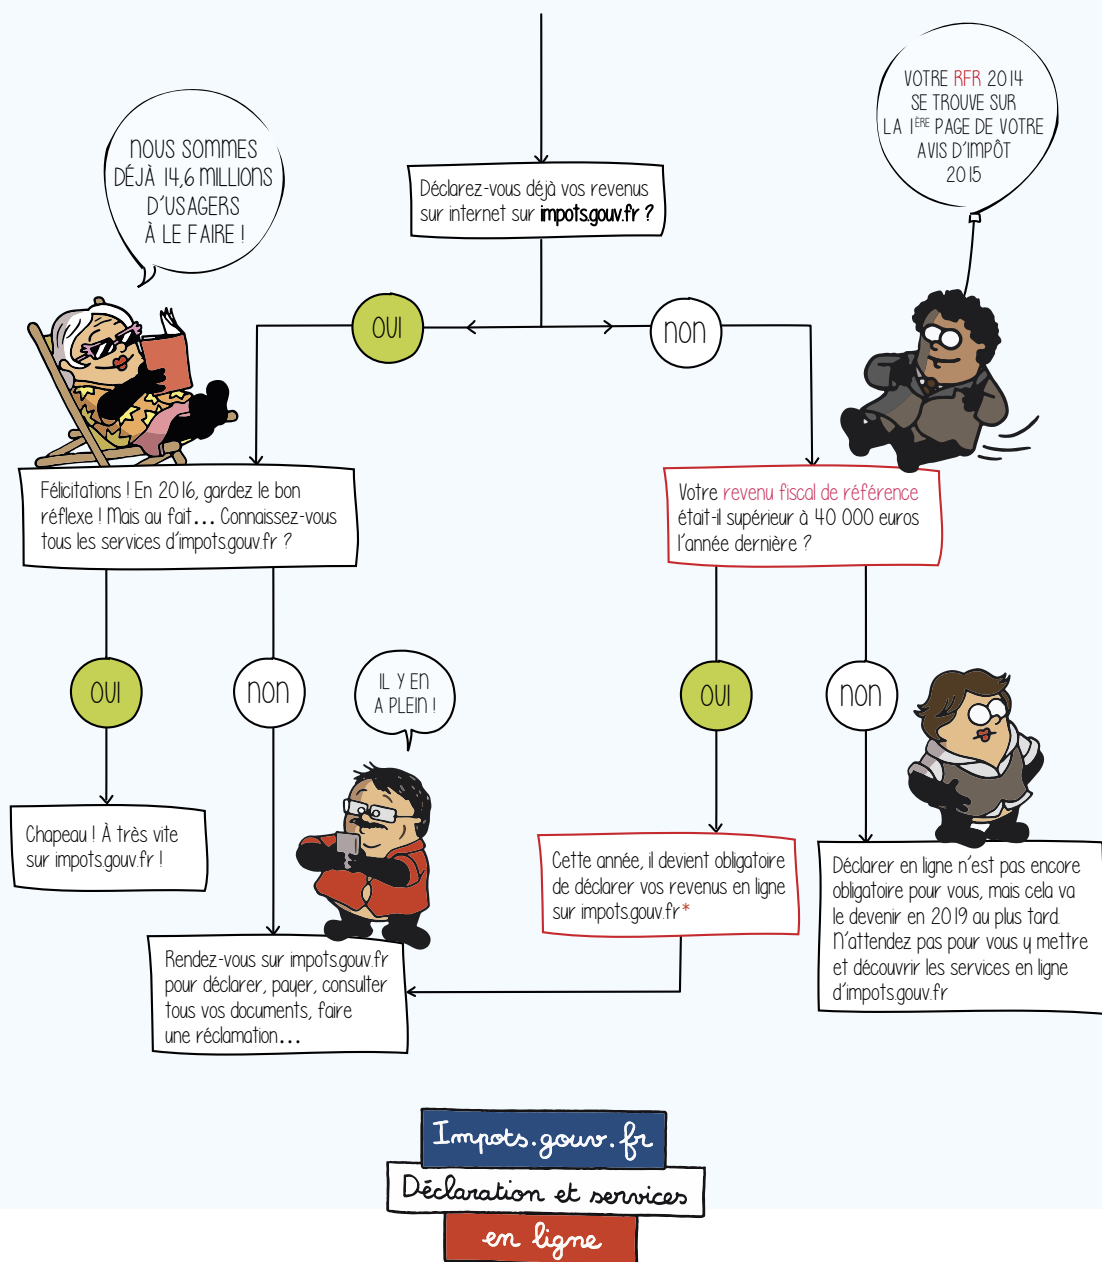 VOTRE RFR 2014
SE TROUVE SUR
LA 1ÈRE PAGE DE VOTRE
AVIS D'IMPÔT
2015
NOUS SOMMES
DÉJÀ 14,6 MILLIONS
D'USAGERS
À LE FAIRE !
Déclarez-vous déjà vos revenus
sur internet sur impots.gouv.fr ?
OUI
NON
Félicitations ! En 2016, gardez le bon
réflexe ! Mais au fait... Connaissez-vous
tous les services d'impots.gouv.fr ?
Votre revenu fiscal de référence
était-il supérieur à 40 000 euros
l'année dernière ?
OUI
NON
IL Y EN
A PLEIN !
OUI
NON
Chapeau ! À très vite
sur impots.gouv.fr !
Cette année, il devient obligatoire
de déclarer vos revenus en ligne
sur impots.gouv.fr*
Déclarer en ligne n'est pas encore
obligatoire pour vous, mais cela va
le devenir en 2019 au plus tard.
N'attendez pas pour vous y mettre
et découvrir les services en ligne
d'impots.gouv.fr
Rendez-vous sur impots.gouv.fr
pour déclarer, payer, consulter
tous vos documents, faire
une réclamation...
Impots.gouv.fr
Déclaration et services
en ligne